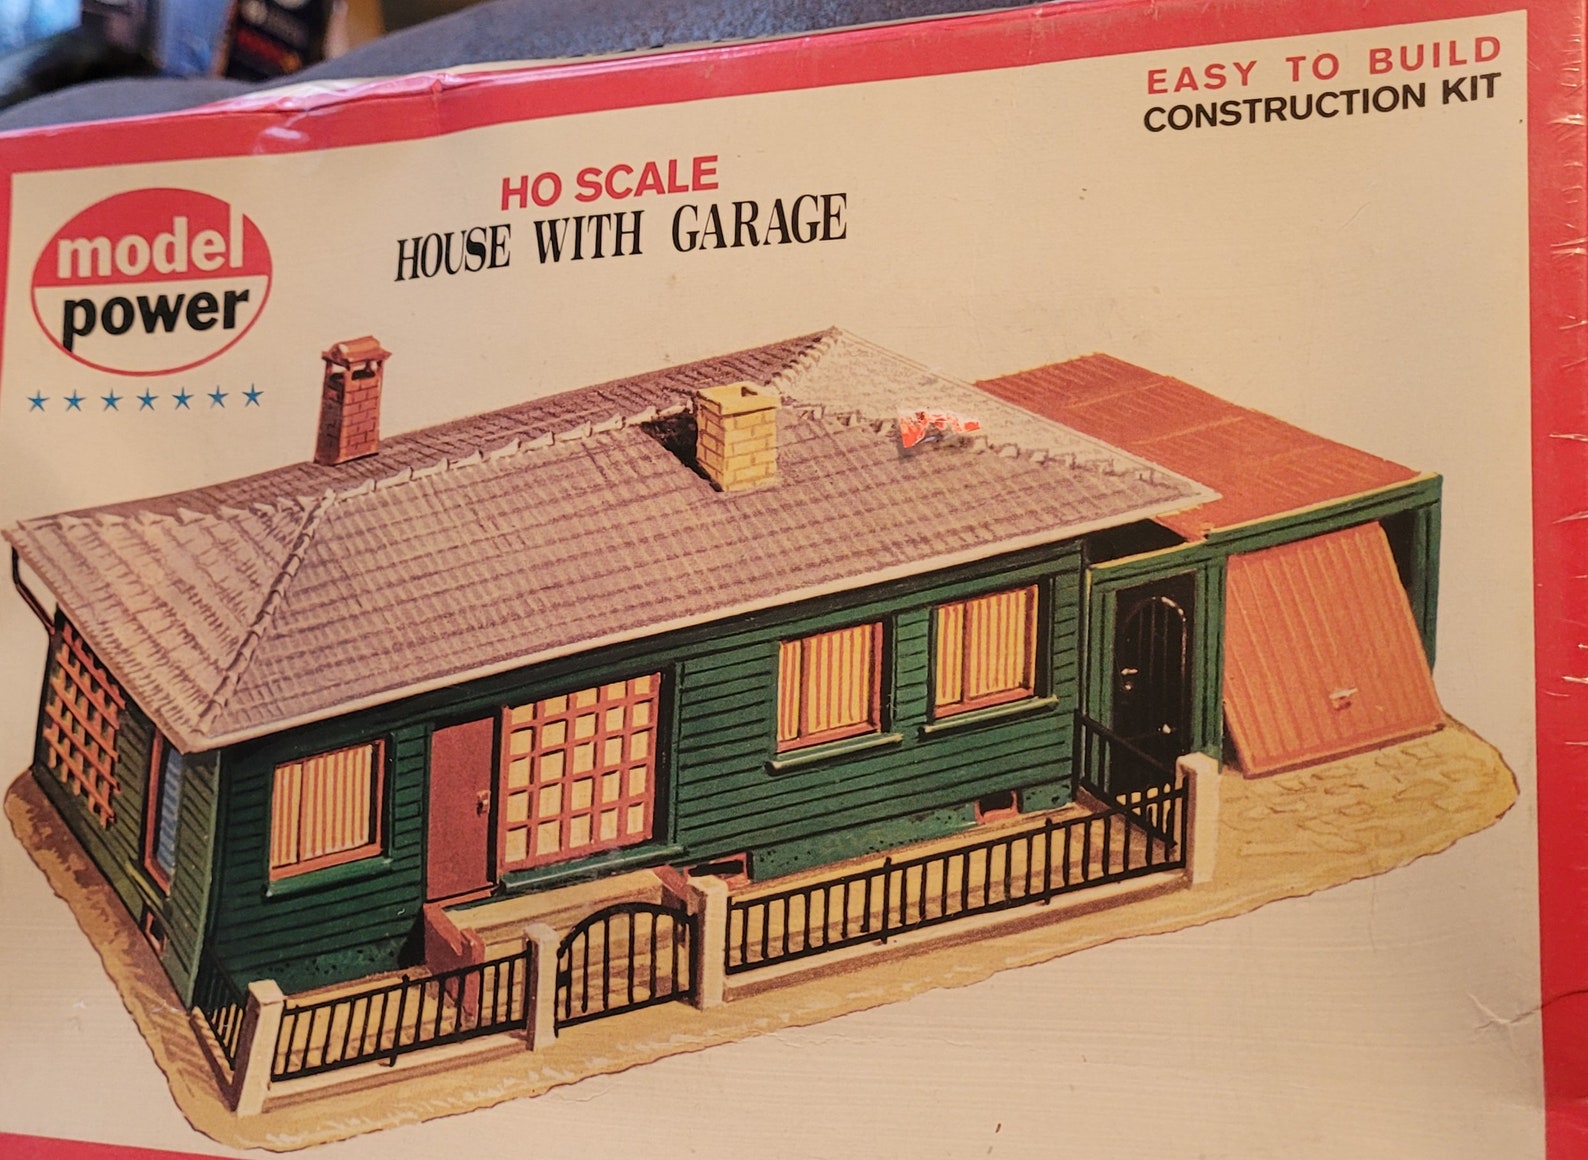 EASY TO BUILD
CONSTRUCTION KIT
HO SCALE
HOUSE WITH GARAGE
model
power